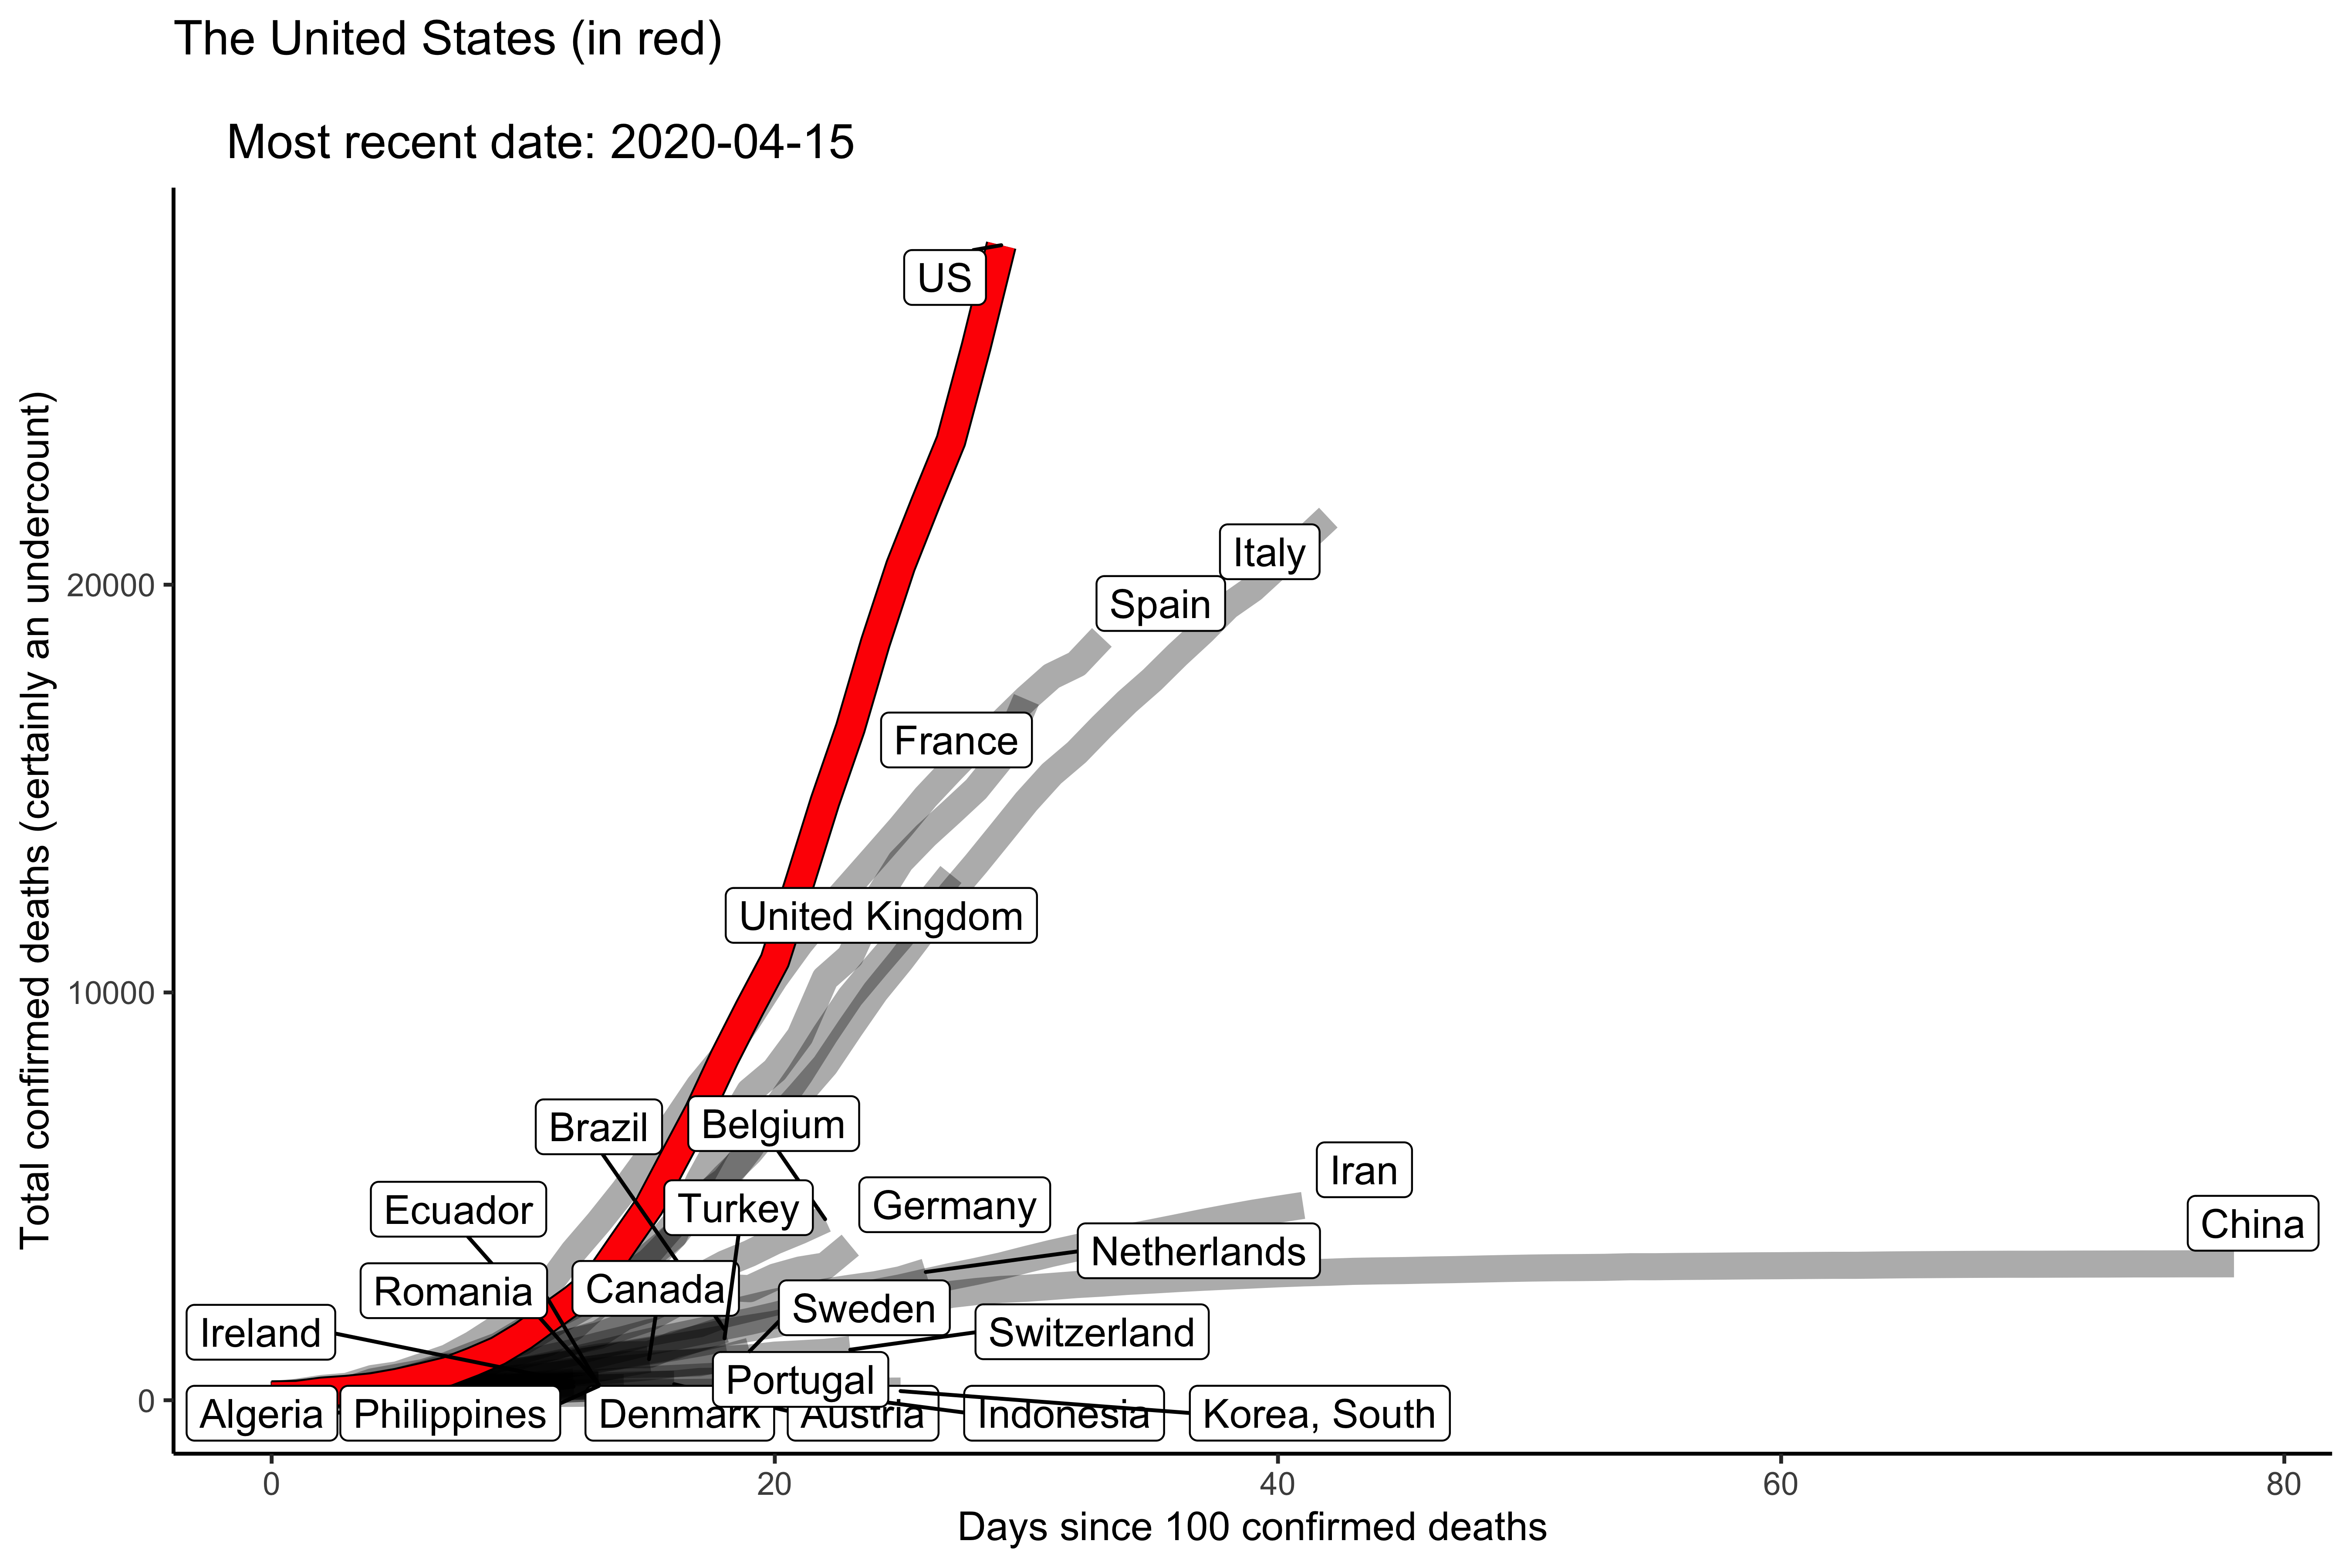 The United States (in red)
Most recent date: 2020-04-15
Total confirmed deaths (certainly an undercount)
20000
10000
0
US
Italy
Spain
France
United Kingdom
Brazil
Belgium
Iran
Ecuador
Turkey
Germany
China
Netherlands
Romania
Canada
Sweden
Ireland
Switzerland
Portugal
Algeria
Philippines
Denmark
Austria
Indonesia
Korea, South
0
20
40
60
80
Days since 100 confirmed deaths